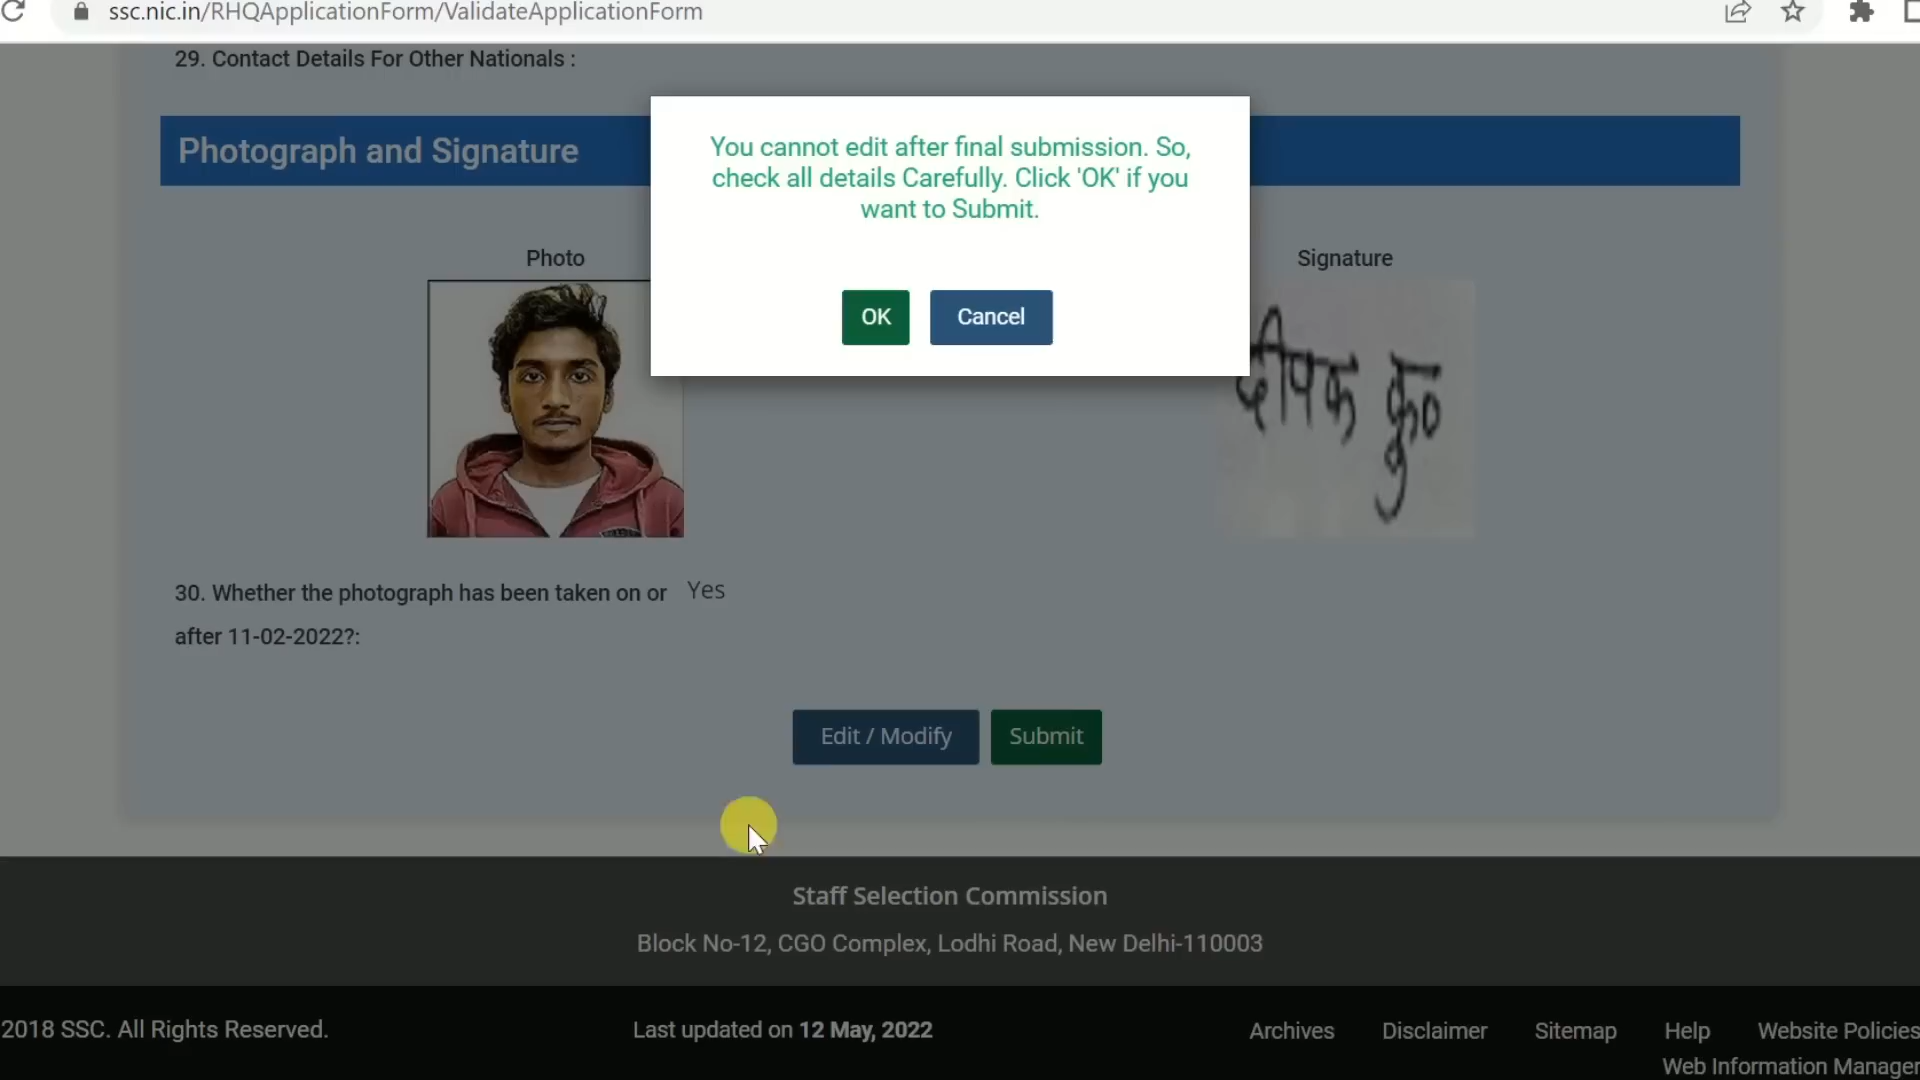 ssc.nic.in/RHQApplicationForm/ValidateApplicationForm
29. Contact Details For Other Nationals :
Photograph and Signature
You cannot edit after final submission. So,
check all details Carefully. Click 'OK' if you
want to Submit.
OK
Cancel
Photo
Signature
दीपक कु०
30. Whether the photograph has been taken on or
after 11-02-2022?:
Yes
Edit / Modify
Submit
Staff Selection Commission
Block No-12, CGO Complex, Lodhi Road, New Delhi-110003
2018 SSC. All Rights Reserved.
Last updated on 12 May, 2022
Archives
Disclaimer
Sitemap
Help
Website Policies
Web Information Manager